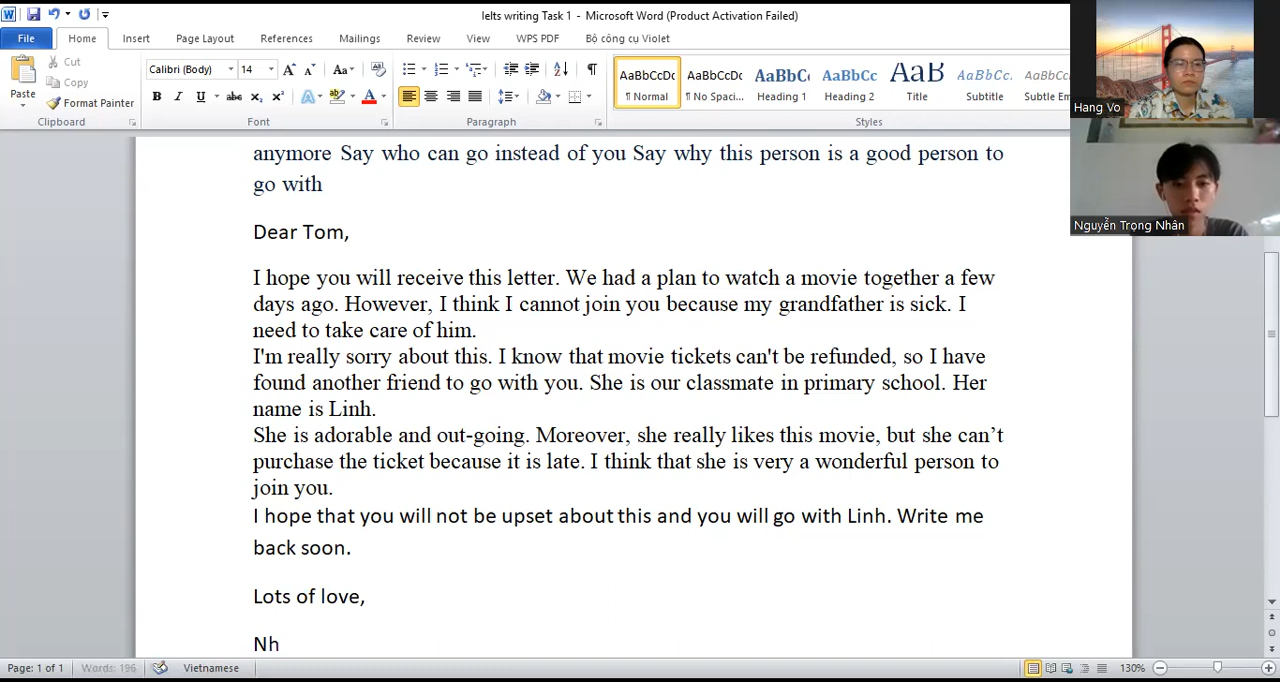 Ielts writing Task 1 - Microsoft Word (Product Activation Failed)
File Home Insert Page Layout References Mailings Review View WPS PDF Bộ công cụ Violet
Paste
Cut
Copy
Format Painter
Clipboard
Calibri (Body) 14
Font
Paragraph
AaBbCcDc AaBbCcDc AaBbC AaBbCc AaB AaBbCc. AaBbCc
¶ Normal ¶ No Spaci... Heading 1 Heading 2 Title Subtitle Subtle Em
Styles
Hang Vo
Nguyễn Trọng Nhân
anymore Say who can go instead of you Say why this person is a good person to
go with
Dear Tom,
I hope you will receive this letter. We had a plan to watch a movie together a few
days ago. However, I think I cannot join you because my grandfather is sick. I
need to take care of him.
I'm really sorry about this. I know that movie tickets can't be refunded, so I have
found another friend to go with you. She is our classmate in primary school. Her
name is Linh.
She is adorable and out-going. Moreover, she really likes this movie, but she can’t
purchase the ticket because it is late. I think that she is very a wonderful person to
join you.
I hope that you will not be upset about this and you will go with Linh. Write me
back soon.
Lots of love,
Nh
Page: 1 of 1 Words: 196 Vietnamese 130%